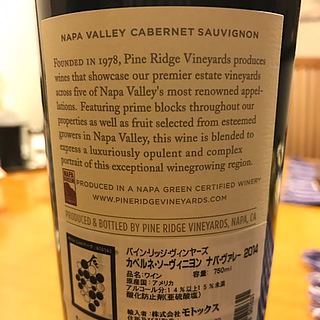 NAPA VALLEY CABERNET SAUVIGNON
FOUNDED IN 1978, PINE RIDGE VINEYARDS produces
wines that showcase our premier estate vineyards
across five of Napa Valley's most renowned appel-
lations. Featuring prime blocks throughout our
properties as well as fruit selected from esteemed
growers in Napa Valley, this wine is blended to
express a luxuriously opulent and complex
portrait of this exceptional winegrowing region.
PRODUCED IN A NAPA GREEN CERTIFIED WINERY
WWW.PINERIDGEVINEYARDS.COM
PRODUCED & BOTTLED BY PINE RIDGE VINEYARDS, NAPA, CA
パイン・リッジ・ヴィンヤーズ
カベルネ・ソーヴィニヨン ナパ・ヴァレー 2014
品名:ワイン 容量:750ml
原産国:アメリカ
アルコール分:14%以上15%未満
酸化防止剤(亜硫酸塩)
輸入者:株式会社 モトックス